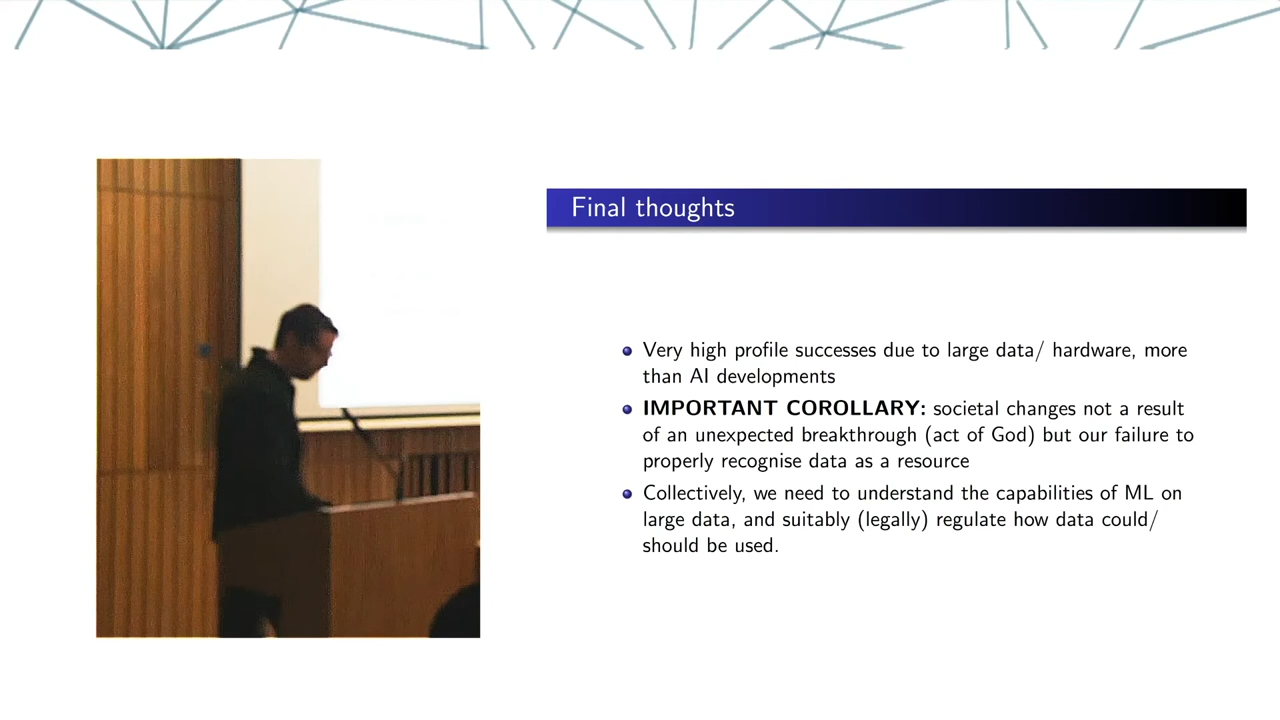 Final thoughts
Very high profile successes due to large data/ hardware, more
than AI developments
IMPORTANT COROLLARY: societal changes not a result
of an unexpected breakthrough (act of God) but our failure to
properly recognise data as a resource
Collectively, we need to understand the capabilities of ML on
large data, and suitably (legally) regulate how data could/
should be used.